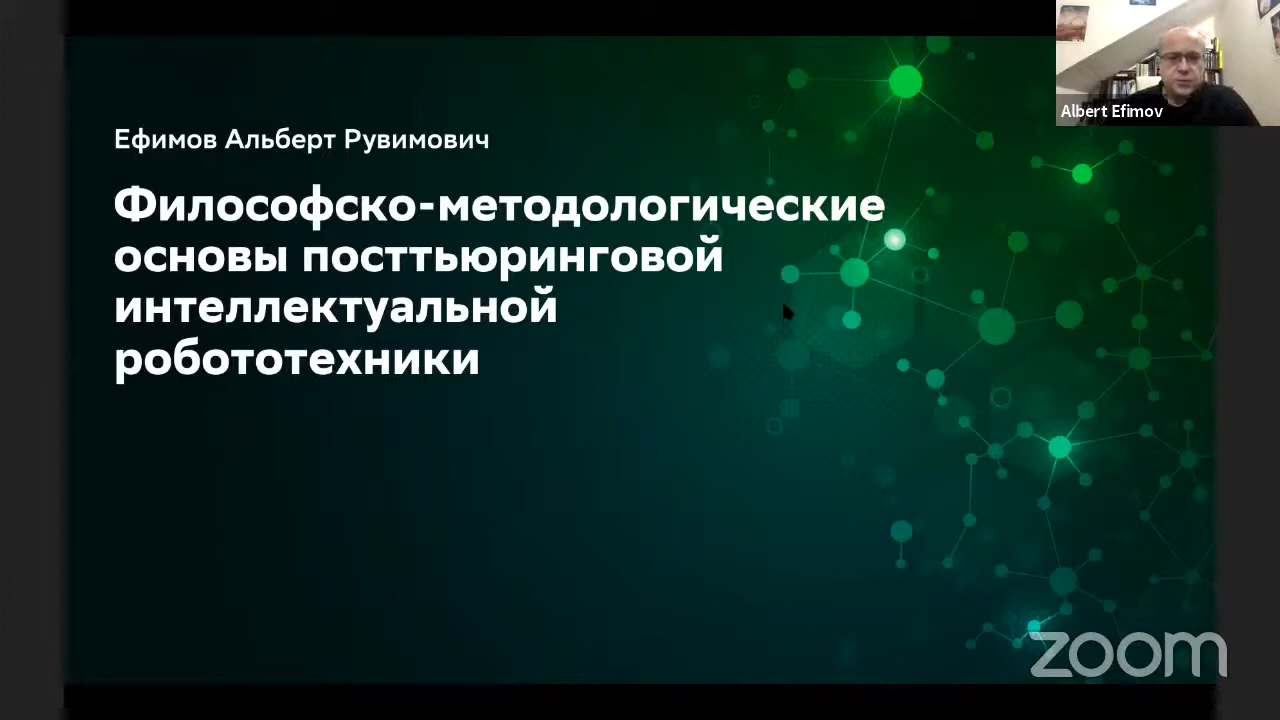 Albert Efimov
Ефимов Альберт Рувимович
Философско-методологические
основы посттьюринговой
интеллектуальной
робототехники
zoom